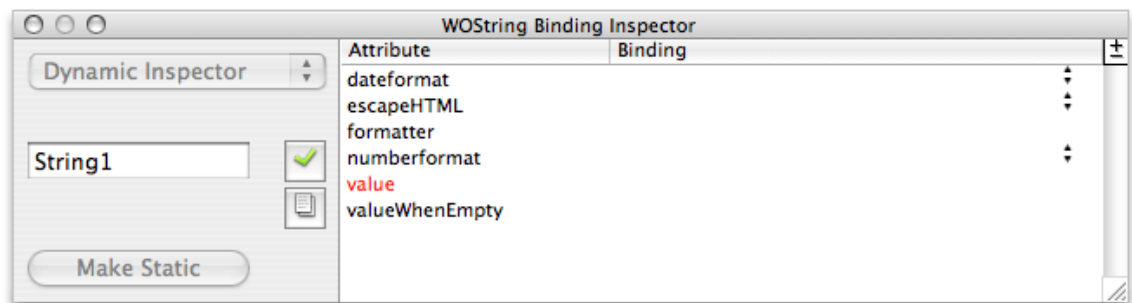 WOString Binding Inspector
Dynamic Inspector
String1
Make Static
Attribute Binding
dateformat
escapeHTML
formatter
numberformat
value
valueWhenEmpty